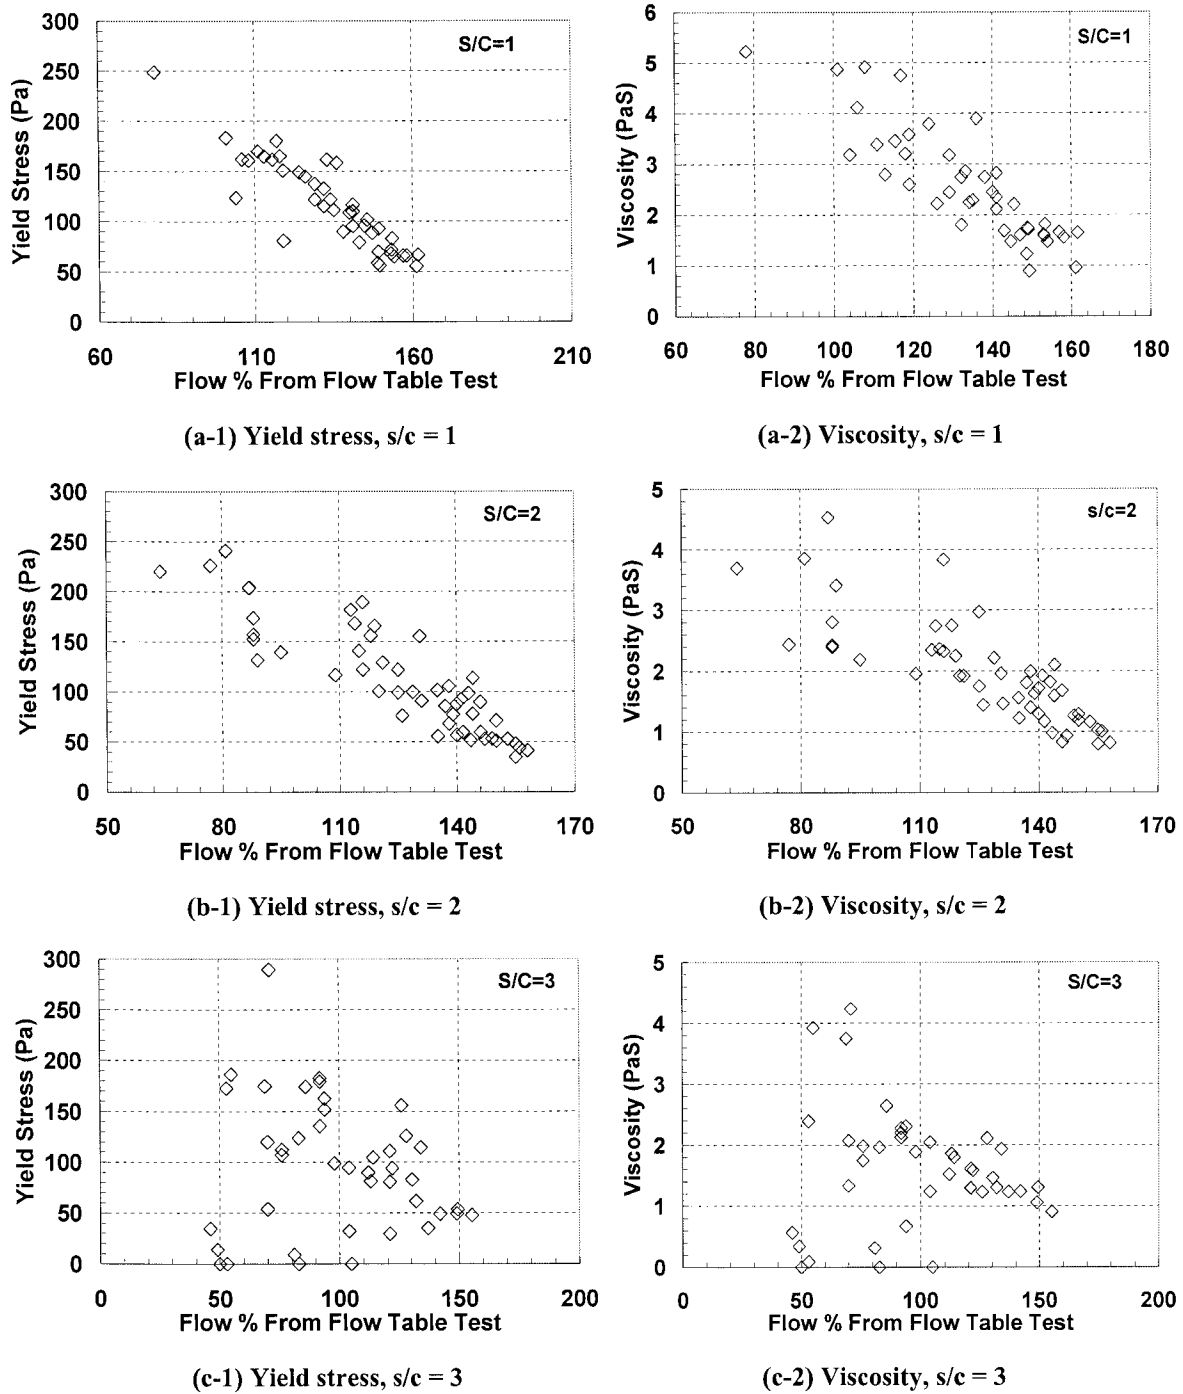 300
250
200
150
100
50
0
Yield Stress (Pa)
S/C=1
60 110 160 210
Flow % From Flow Table Test
(a-1) Yield stress, s/c = 1
6
5
4
3
2
1
0
Viscosity (PaS)
S/C=1
60 80 100 120 140 160 180
Flow % From Flow Table Test
(a-2) Viscosity, s/c = 1
300
250
200
150
100
50
0
Yield Stress (Pa)
S/C=2
50 80 110 140 170
Flow % From Flow Table Test
(b-1) Yield stress, s/c = 2
5
4
3
2
1
0
Viscosity (PaS)
s/c=2
50 80 110 140 170
Flow % From Flow Table Test
(b-2) Viscosity, s/c = 2
300
250
200
150
100
50
0
Yield Stress (Pa)
S/C=3
0 50 100 150 200
Flow % From Flow Table Test
(c-1) Yield stress, s/c = 3
5
4
3
2
1
0
Viscosity (PaS)
S/C=3
0 50 100 150 200
Flow % From Flow Table Test
(c-2) Viscosity, s/c = 3